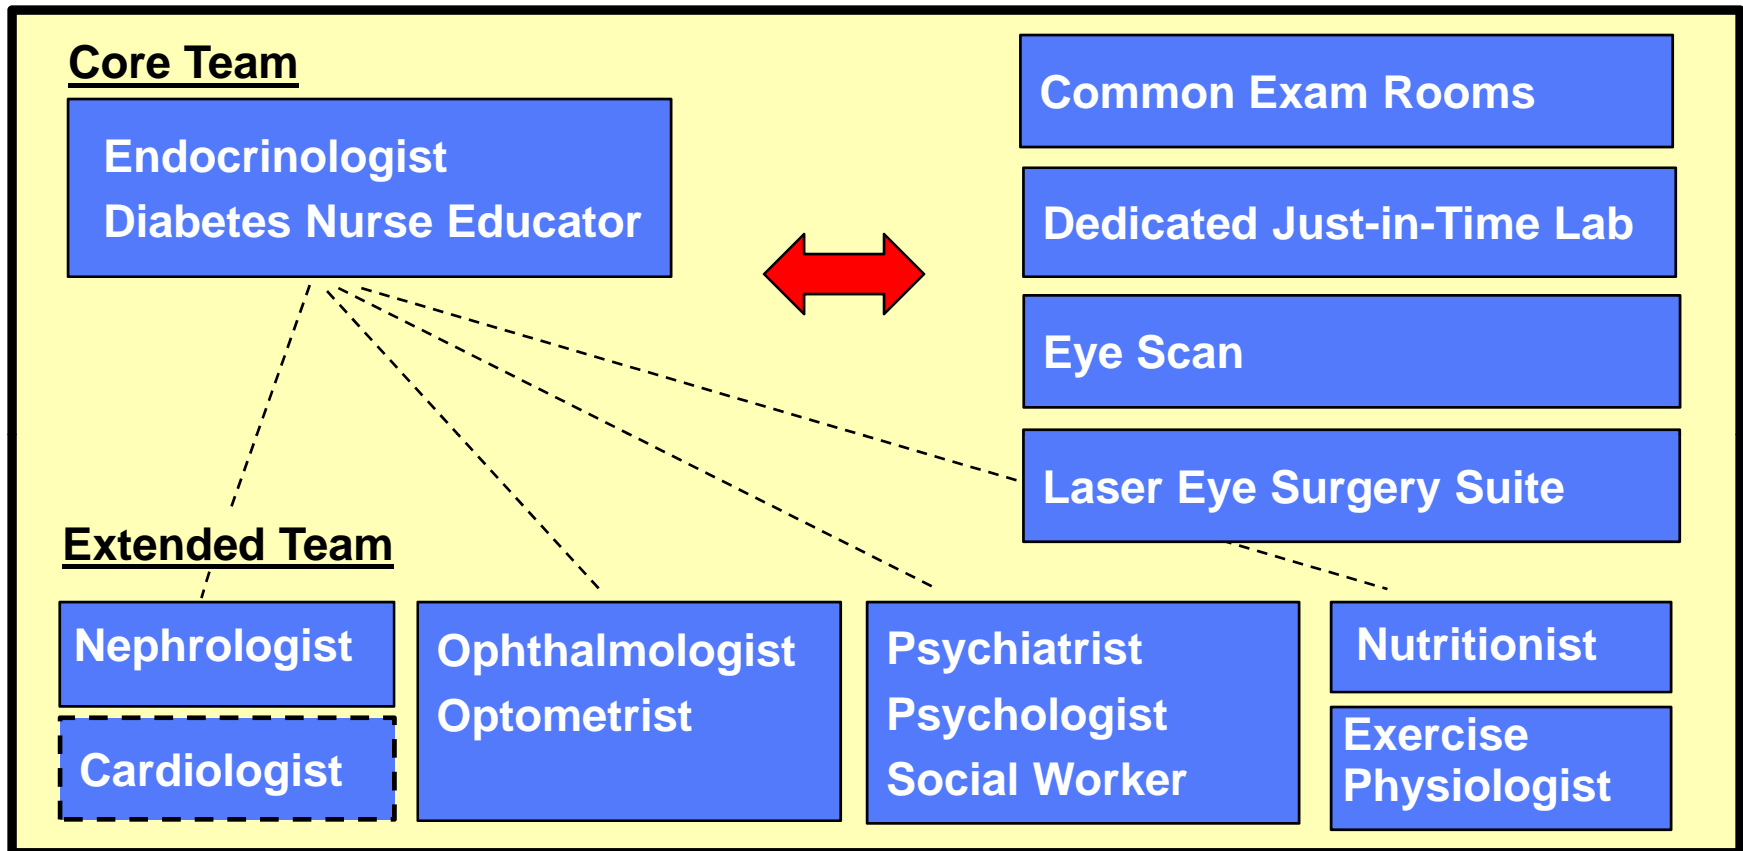 Core Team
Endocrinologist
Diabetes Nurse Educator
Common Exam Rooms
Dedicated Just-in-Time Lab
Eye Scan
Laser Eye Surgery Suite
Extended Team
Nephrologist
Cardiologist
Ophthalmologist
Optometrist
Psychiatrist
Psychologist
Social Worker
Nutritionist
Exercise
Physiologist